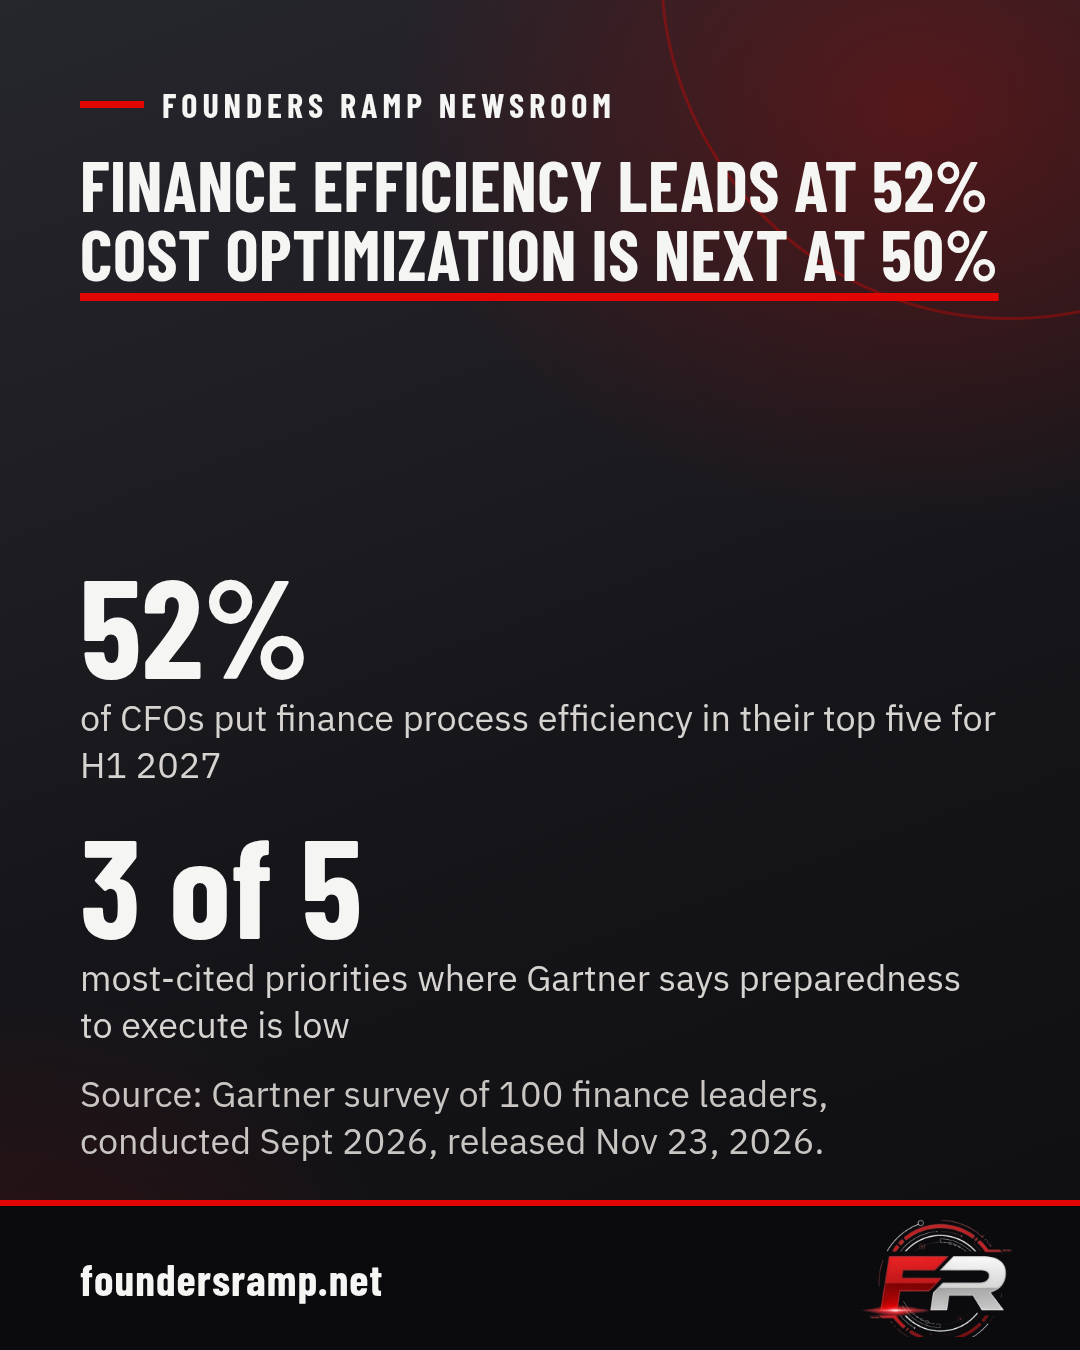 FOUNDERS RAMP NEWSROOM
FINANCE EFFICIENCY LEADS AT 52%
COST OPTIMIZATION IS NEXT AT 50%
52%
of CFOs put finance process efficiency in their top five for
H1 2027
3 of 5
most-cited priorities where Gartner says preparedness
to execute is low
Source: Gartner survey of 100 finance leaders,
conducted Sept 2026, released Nov 23, 2026.
foundersramp.net
FR